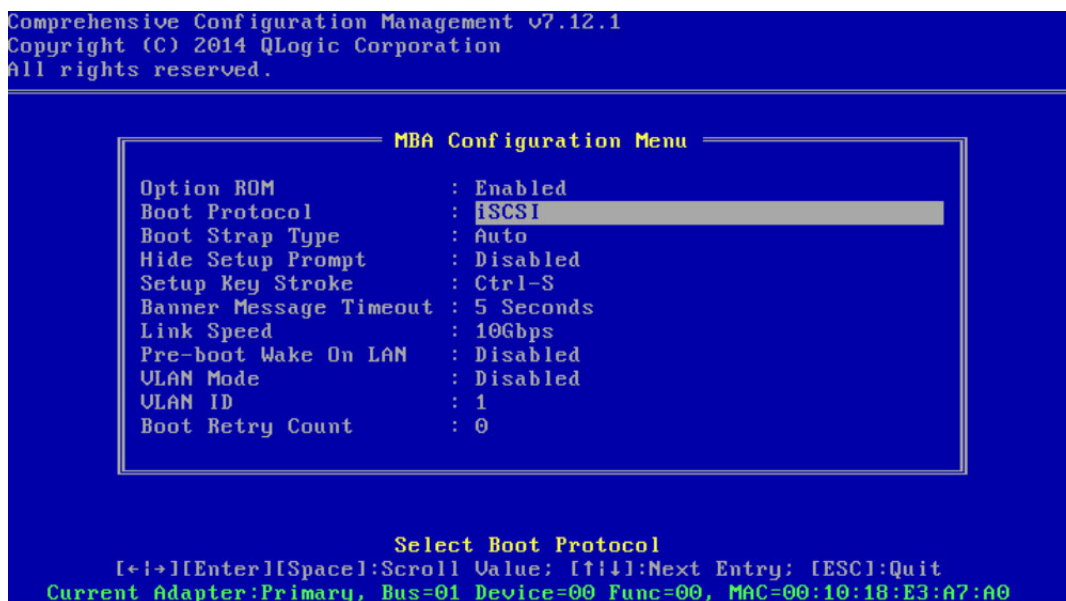 Comprehensive Configuration Management v7.12.1
Copyright (C) 2014 QLogic Corporation
All rights reserved.
MBA Configuration Menu
Option ROM : Enabled
Boot Protocol : iSCSI
Boot Strap Type : Auto
Hide Setup Prompt : Disabled
Setup Key Stroke : Ctrl-S
Banner Message Timeout : 5 Seconds
Link Speed : 10Gbps
Pre-boot Wake On LAN : Disabled
VLAN Mode : Disabled
VLAN ID : 1
Boot Retry Count : 0
Select Boot Protocol
[←|→][Enter][Space]:Scroll Value; [↑|↓]:Next Entry; [ESC]:Quit
Current Adapter:Primary, Bus=01 Device=00 Func=00, MAC=00:10:18:E3:A7:A0